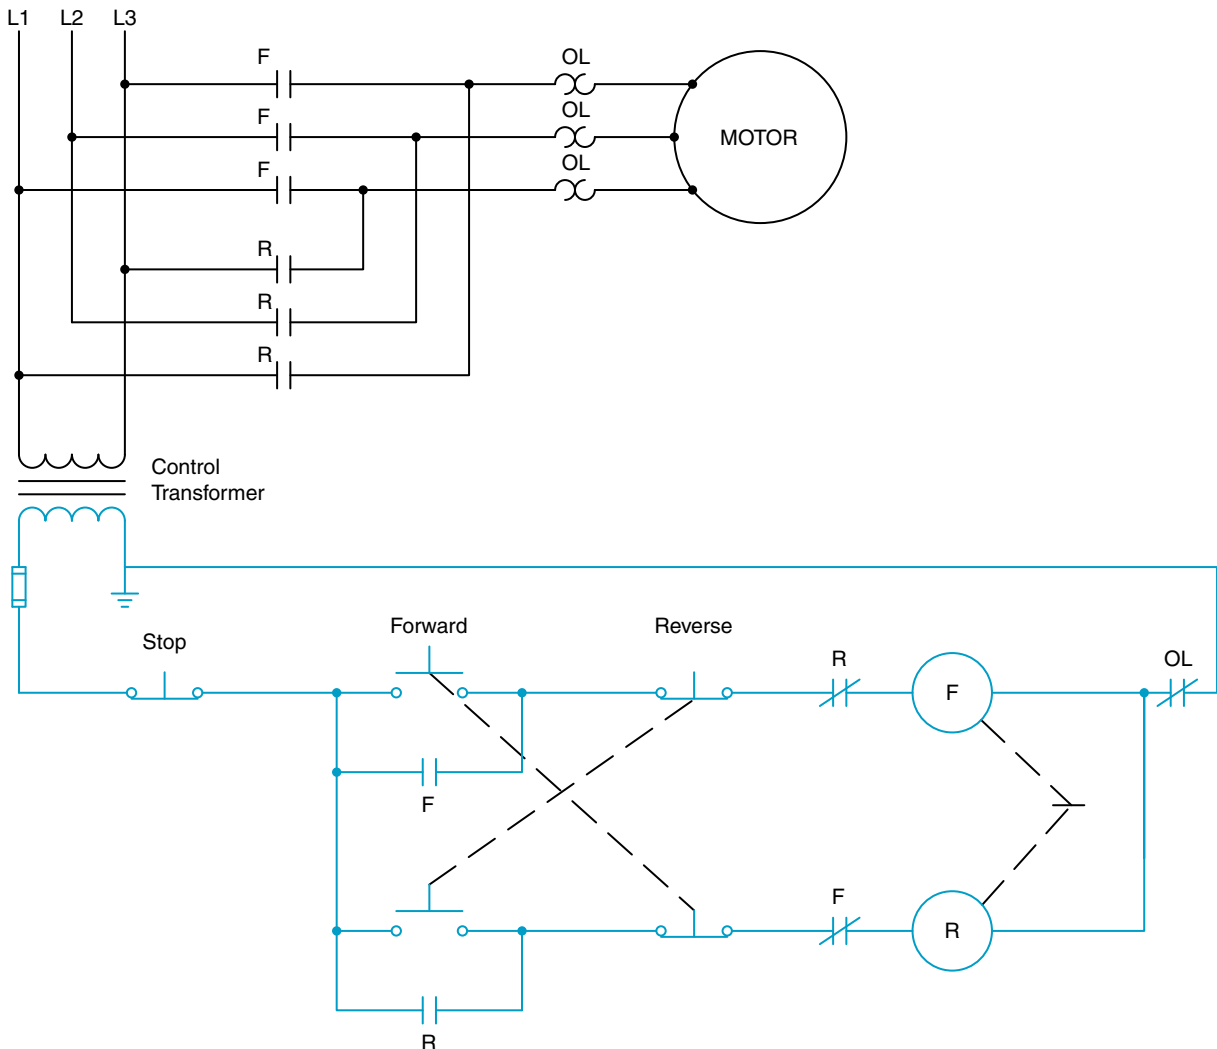 L1 L2 L3
F OL
F OL
MOTOR
F OL
R
R
R
Control
Transformer
Forward Reverse
Stop
R OL
F
F
F
R
R